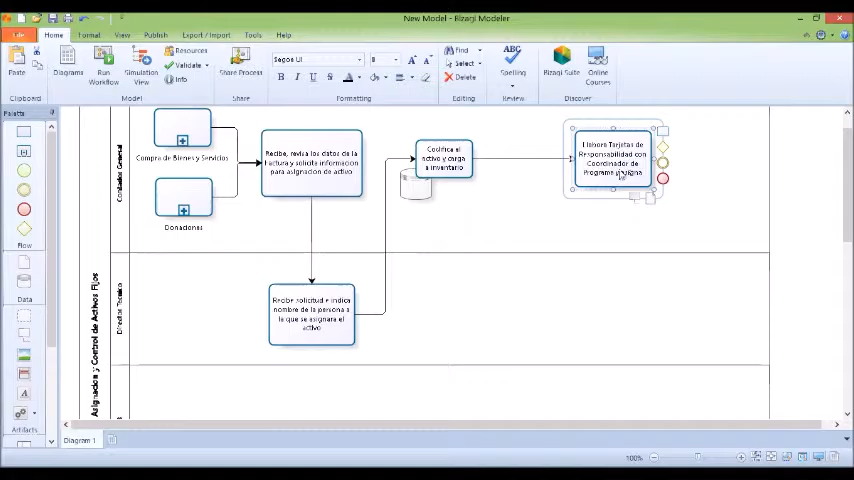 New Model - Bizagi Modeler
File Home Format View Publish Export / Import Tools Help
Paste
Clipboard
Diagrams
Run Workflow
Simulation View
Resources
Validate
Info
Model
Share Process
Share
Segoe UI 8
B I U A
Formatting
Find
Select
Delete
Editing
Spelling
Review
Bizagi Suite
Online Courses
Discover
Palette
Flow
Data
Artifacts
Asignacion y Control de Activos Fijos
Contador General
Director Tecnico
Compra de Bienes y Servicios
Donaciones
Recibe, revisa los datos de la
Factura y solicita informacion
para asignacion de activo
Codifica el
activo y carga
a inventario
Elabora Tarjetas de
Responsabilidad con
Coordinador de
Programa
Recibe solicitud e indica
nombre de la persona a
la que se asignara el
activo
Diagram 1
100%